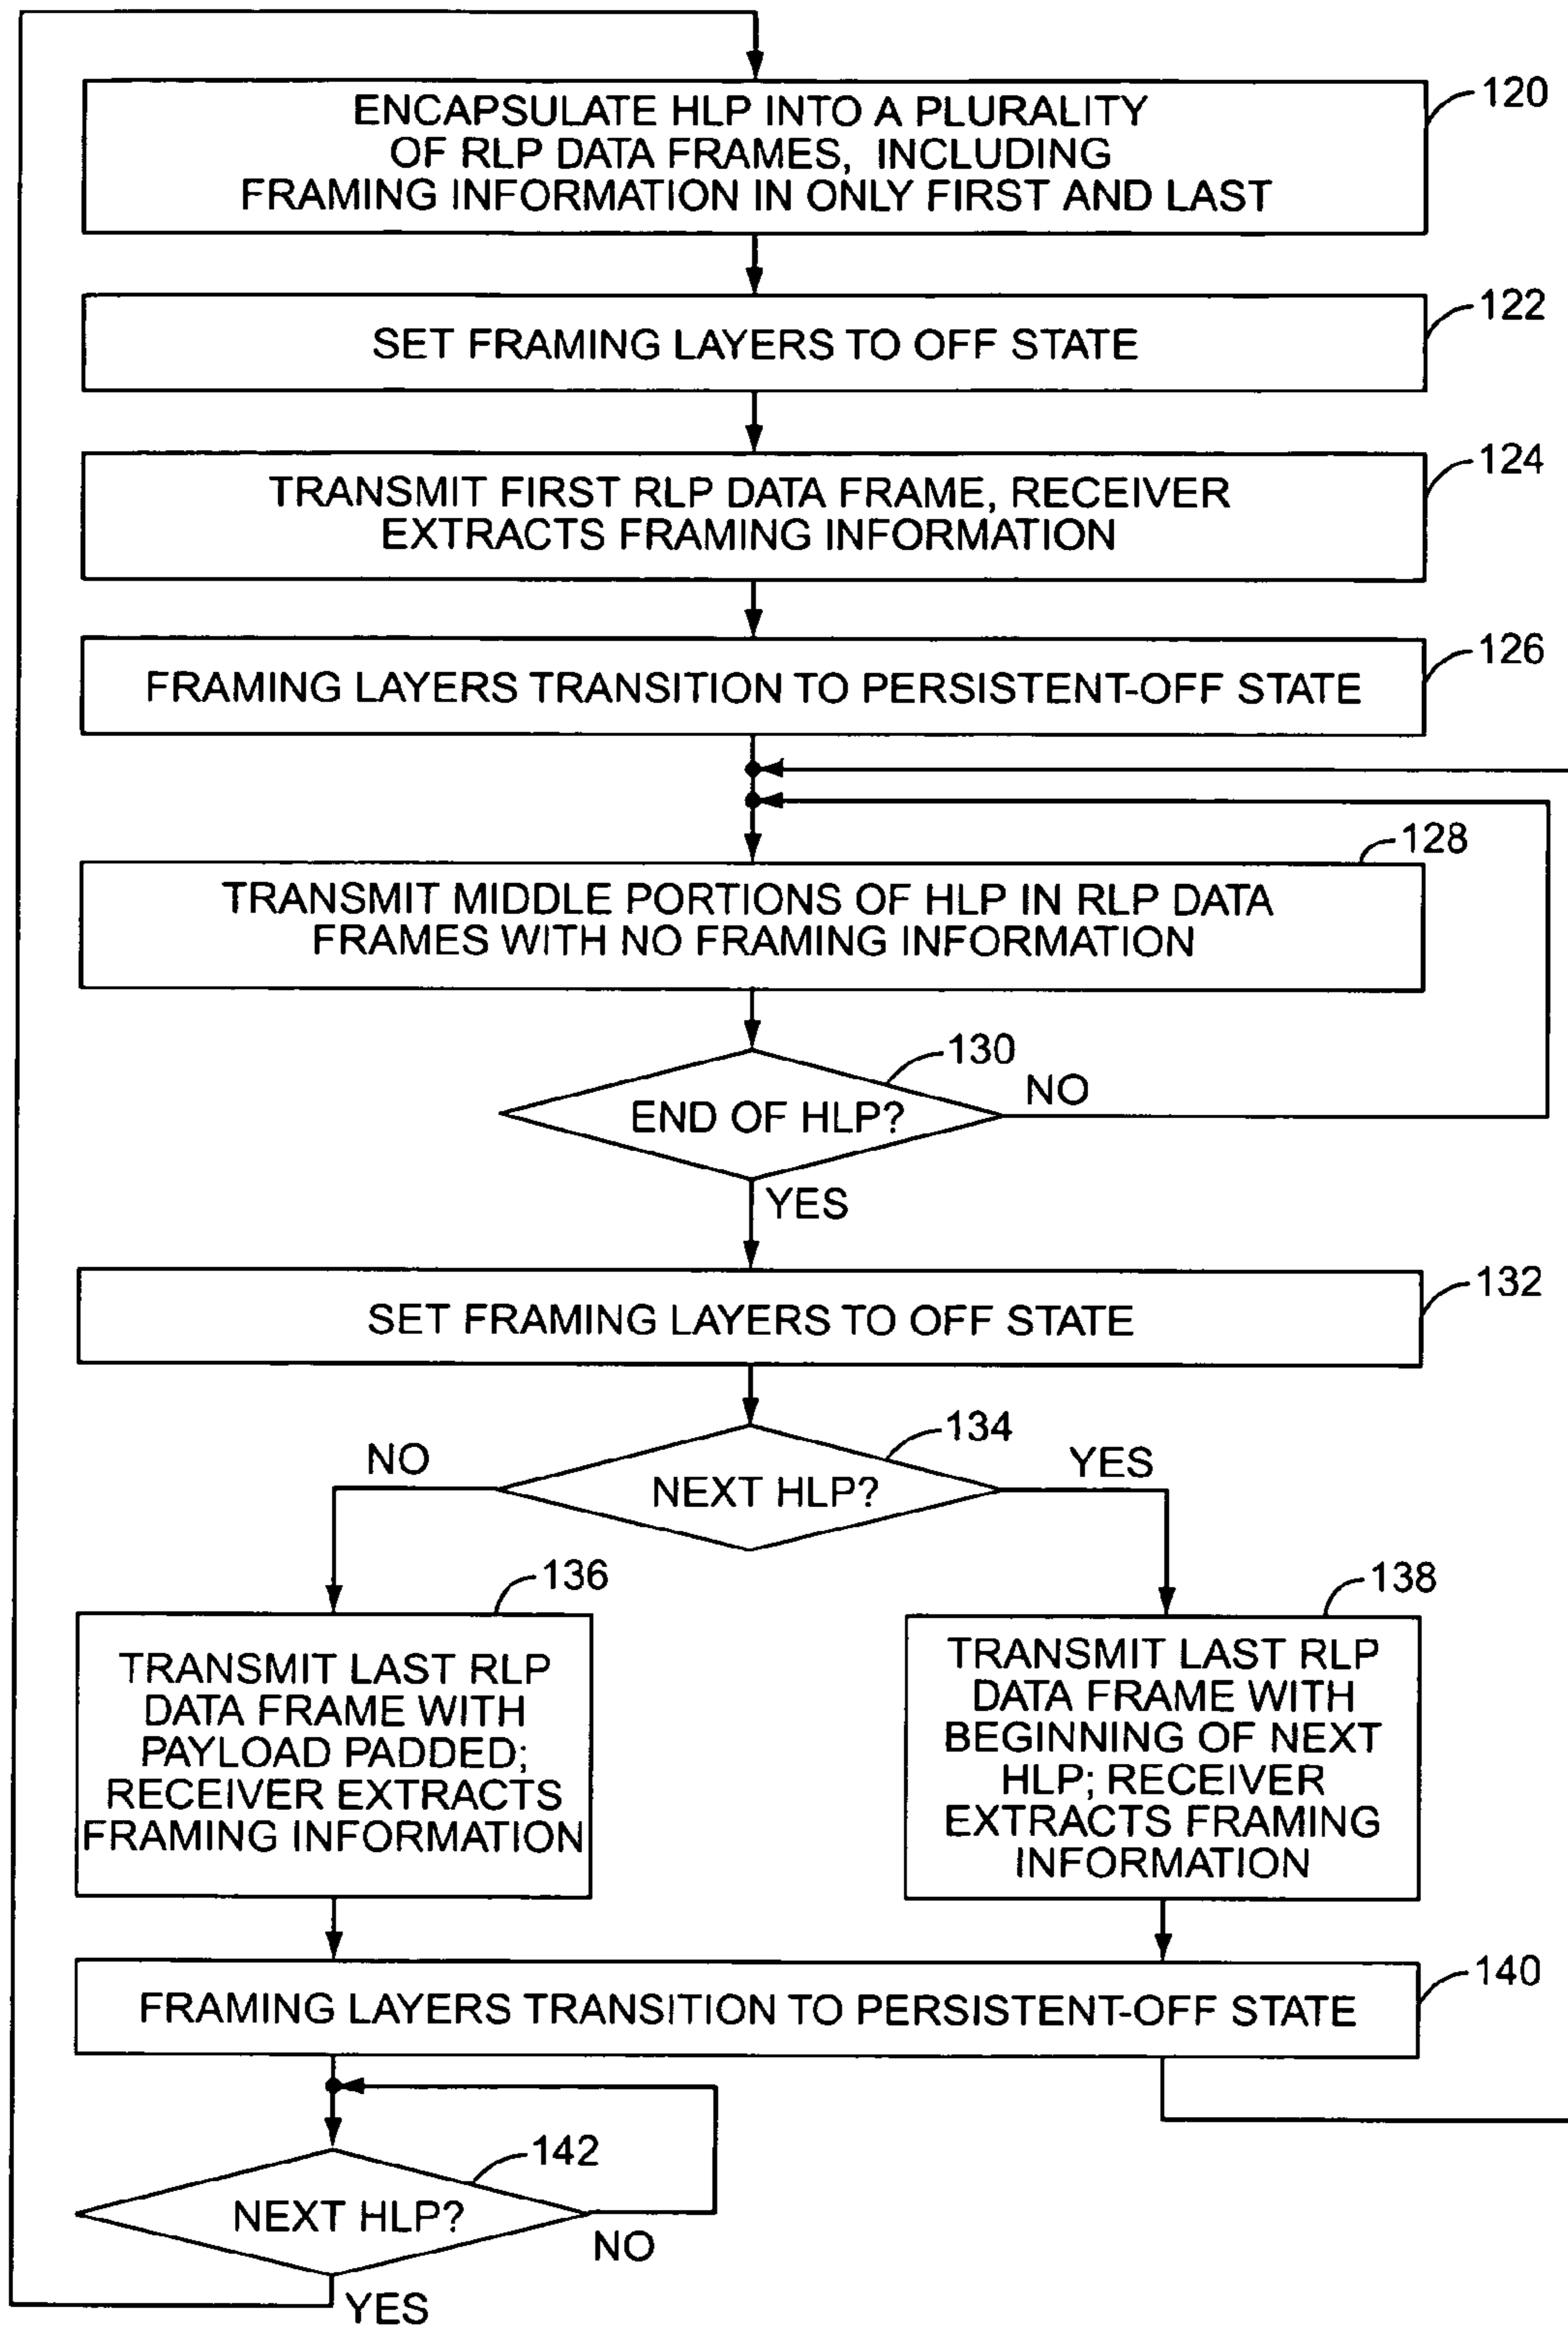 ENCAPSULATE HLP INTO A PLURALITY
OF RLP DATA FRAMES, INCLUDING
FRAMING INFORMATION IN ONLY FIRST AND LAST
120
SET FRAMING LAYERS TO OFF STATE
122
TRANSMIT FIRST RLP DATA FRAME, RECEIVER
EXTRACTS FRAMING INFORMATION
124
FRAMING LAYERS TRANSITION TO PERSISTENT-OFF STATE
126
128
TRANSMIT MIDDLE PORTIONS OF HLP IN RLP DATA
FRAMES WITH NO FRAMING INFORMATION
130
END OF HLP?
NO
YES
SET FRAMING LAYERS TO OFF STATE
132
134
NEXT HLP?
NO
YES
136
TRANSMIT LAST RLP
DATA FRAME WITH
PAYLOAD PADDED;
RECEIVER EXTRACTS
FRAMING INFORMATION
138
TRANSMIT LAST RLP
DATA FRAME WITH
BEGINNING OF NEXT
HLP; RECEIVER
EXTRACTS FRAMING
INFORMATION
FRAMING LAYERS TRANSITION TO PERSISTENT-OFF STATE
140
142
NEXT HLP?
NO
YES